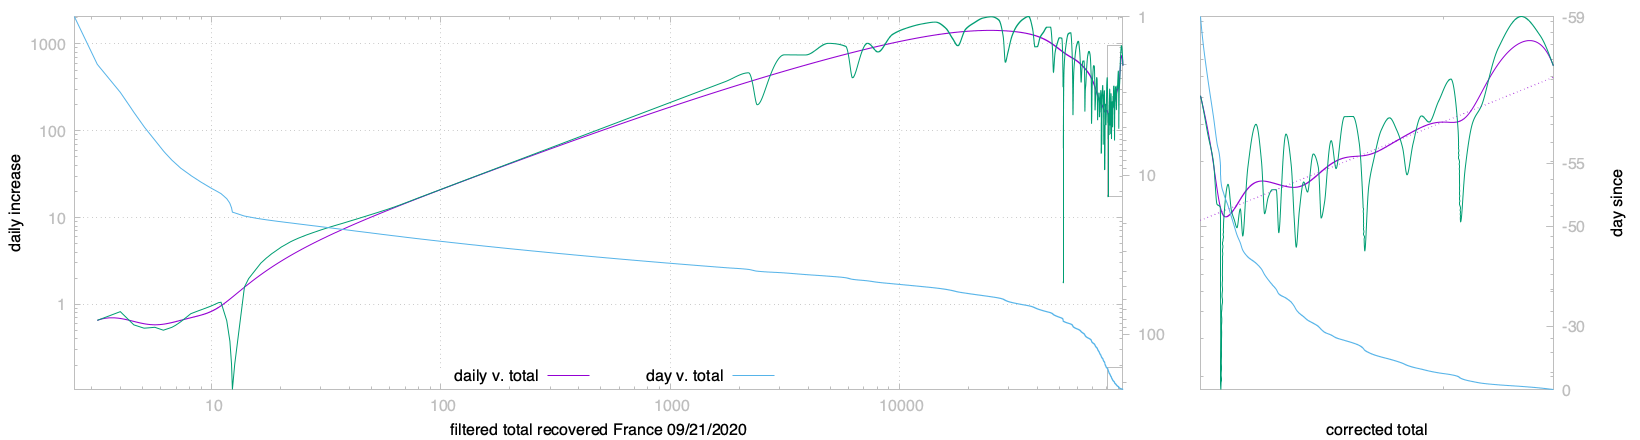 1000
100
10
1
daily increase
10
100
1000
10000
filtered total recovered France 09/21/2020
daily v. total
day v. total
1
10
100
-59
-55
-50
-30
0
day since
corrected total